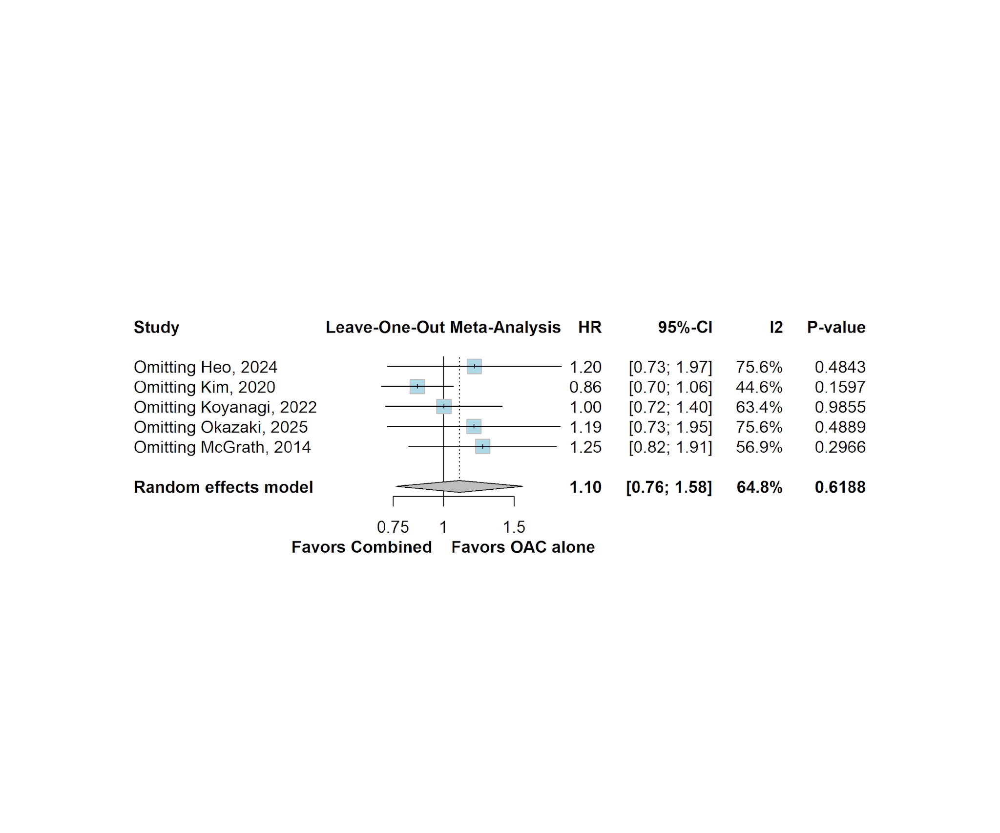 Study Leave-One-Out Meta-Analysis HR 95%-CI I2 P-value
Omitting Heo, 2024 1.20 [0.73; 1.97] 75.6% 0.4843
Omitting Kim, 2020 0.86 [0.70; 1.06] 44.6% 0.1597
Omitting Koyanagi, 2022 1.00 [0.72; 1.40] 63.4% 0.9855
Omitting Okazaki, 2025 1.19 [0.73; 1.95] 75.6% 0.4889
Omitting McGrath, 2014 1.25 [0.82; 1.91] 56.9% 0.2966
Random effects model 1.10 [0.76; 1.58] 64.8% 0.6188
0.75 1 1.5
Favors Combined Favors OAC alone